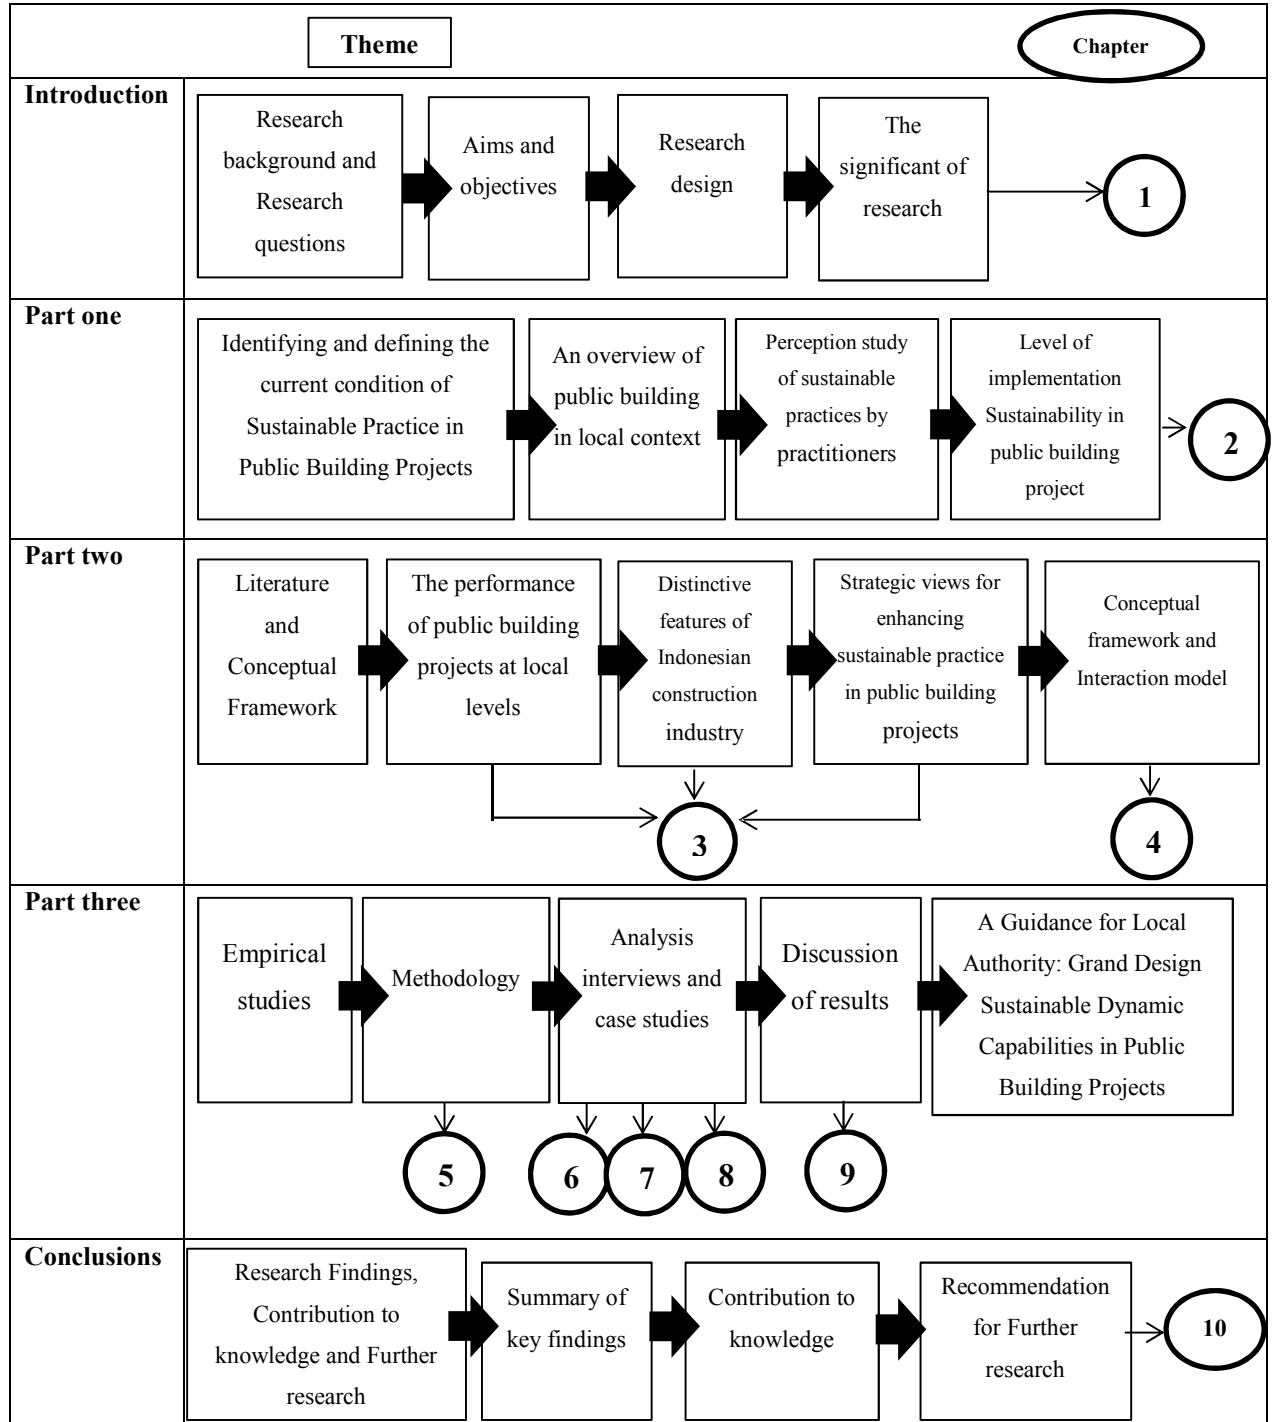 Theme
Chapter
Introduction
Research
background and
Research
questions
Aims and
objectives
Research
design
The
significant of
research
1
Part one
Identifying and defining the
current condition of
Sustainable Practice in
Public Building Projects
An overview of
public building
in local context
Perception study
of sustainable
practices by
practitioners
Level of
implementation
Sustainability in
public building
project
2
Part two
Literature
and
Conceptual
Framework
The performance
of public building
projects at local
levels
Distinctive
features of
Indonesian
construction
industry
Strategic views for
enhancing
sustainable practice
in public building
projects
Conceptual
framework and
Interaction model
3
4
Part three
Empirical
studies
Methodology
Analysis
interviews and
case studies
Discussion
of results
A Guidance for Local
Authority: Grand Design
Sustainable Dynamic
Capabilities in Public
Building Projects
5
6
7
8
9
Conclusions
Research Findings,
Contribution to
knowledge and Further
research
Summary of
key findings
Contribution to
knowledge
Recommendation
for Further
research
10